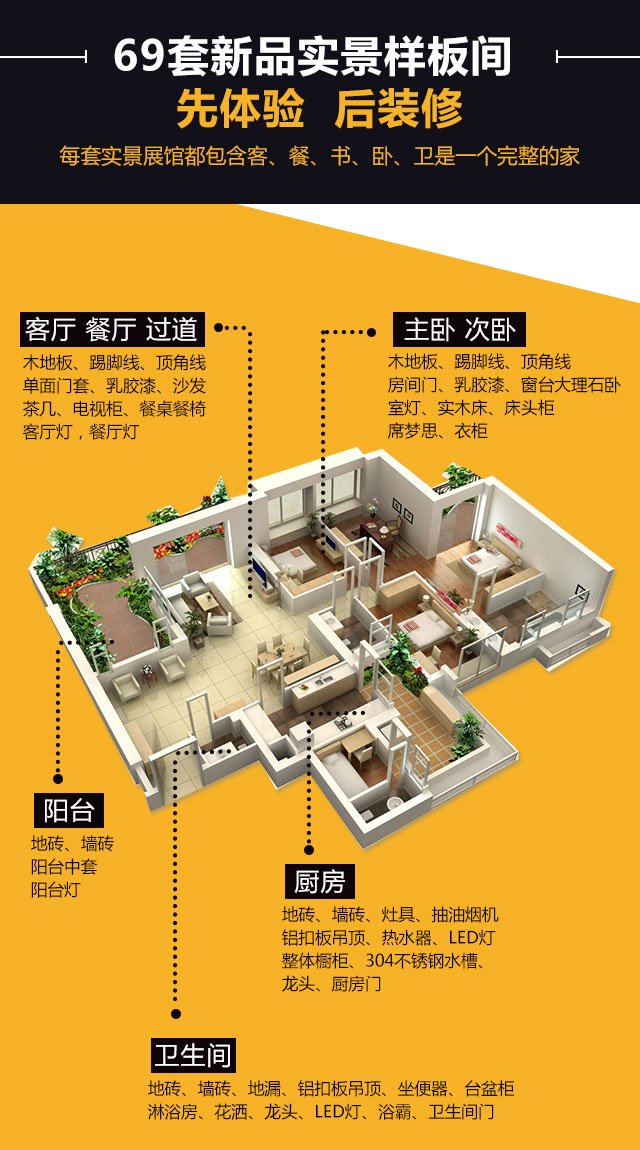 69套新品实景样板间
先体验 后装修
每套实景展馆都包含客、餐、书、卧、卫是一个完整的家
客厅 餐厅 过道
木地板、踢脚线、顶角线
单面门套、乳胶漆、沙发
茶几、电视柜、餐桌餐椅
客厅灯，餐厅灯
主卧 次卧
木地板、踢脚线、顶角线
房间门、乳胶漆、窗台大理石卧
室灯、实木床、床头柜
席梦思、衣柜
阳台
地砖、墙砖
阳台中套
阳台灯
厨房
地砖、墙砖、灶具、抽油烟机
铝扣板吊顶、热水器、LED灯
整体橱柜、304不锈钢水槽、
龙头、厨房门
卫生间
地砖、墙砖、地漏、铝扣板吊顶、坐便器、台盆柜
淋浴房、花洒、龙头、LED灯、浴霸、卫生间门